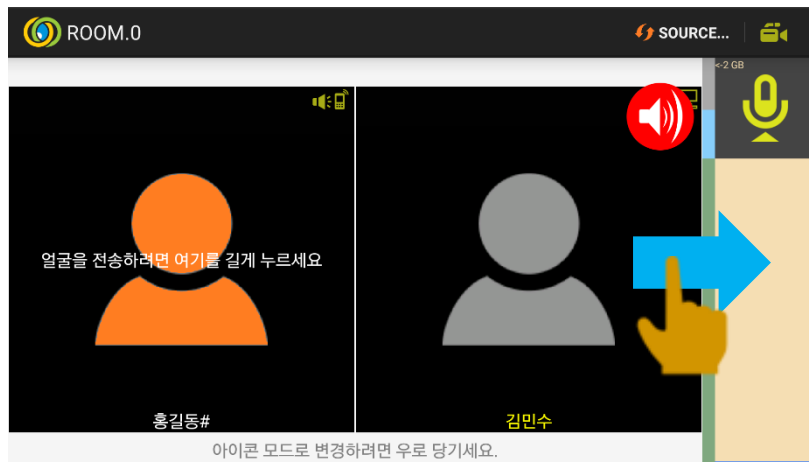 ROOM.0
SOURCE...
<-2 GB
얼굴을 전송하려면 여기를 길게 누르세요
홍길동#
김민수
아이콘 모드로 변경하려면 우로 당기세요.